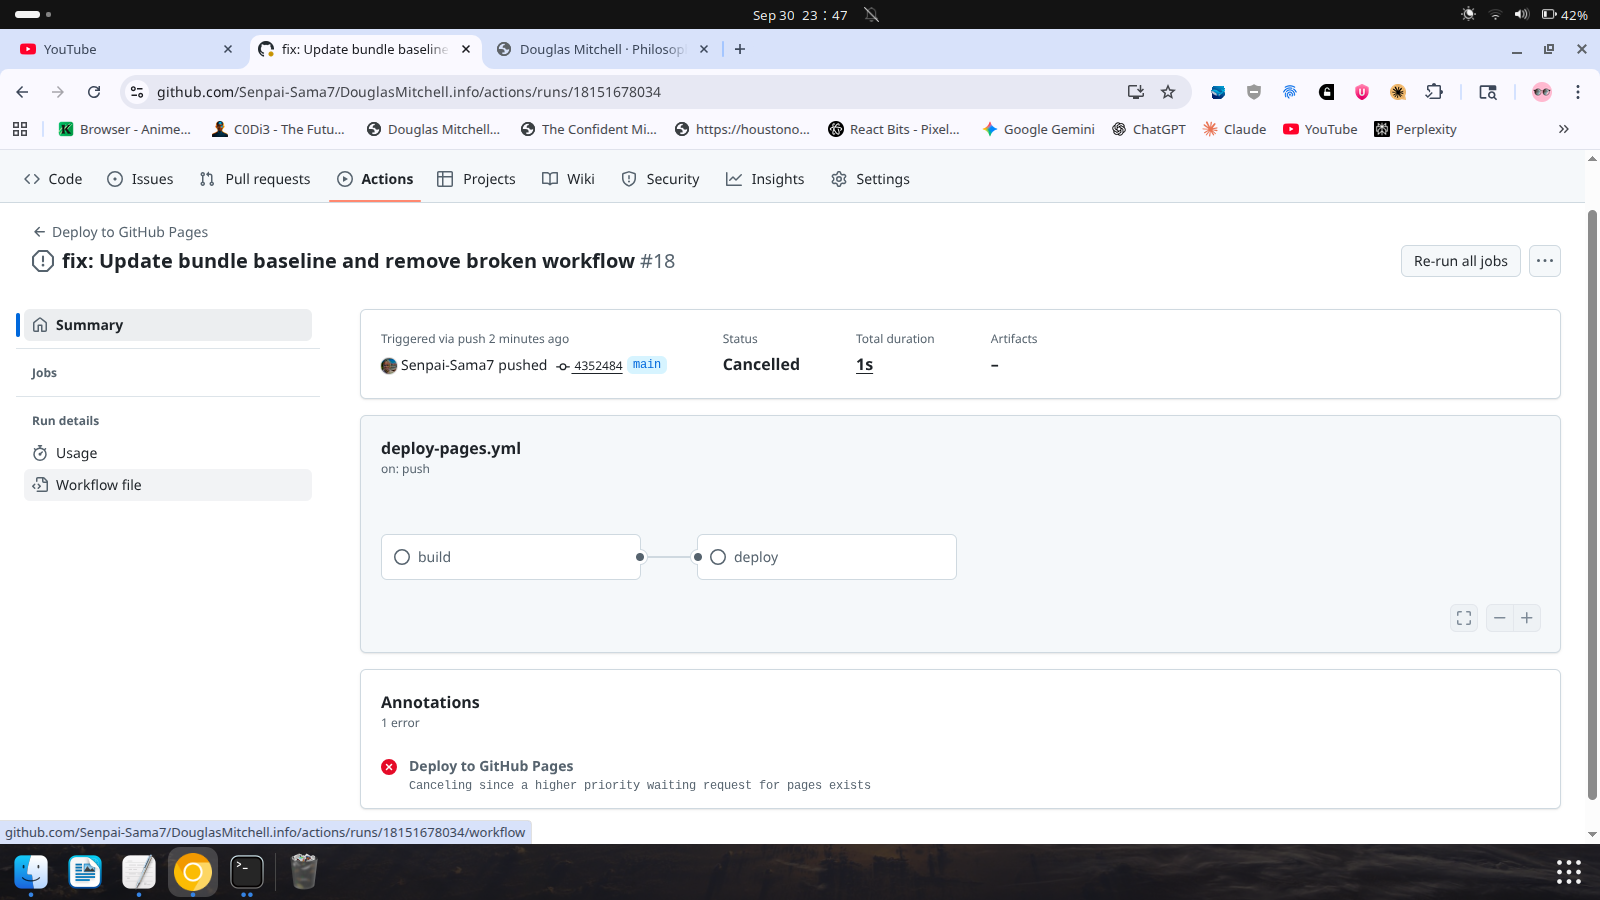 Sep 30 23 : 47
42%
YouTube
fix: Update bundle baseline
Douglas Mitchell · Philosop
github.com/Senpai-Sama7/DouglasMitchell.info/actions/runs/18151678034
Browser - Anime...
C0Di3 - The Futu...
Douglas Mitchell...
The Confident Mi...
https://houstono...
React Bits - Pixel...
Google Gemini
ChatGPT
Claude
YouTube
Perplexity
Code
Issues
Pull requests
Actions
Projects
Wiki
Security
Insights
Settings
Deploy to GitHub Pages
fix: Update bundle baseline and remove broken workflow #18
Re-run all jobs
Summary
Jobs
Run details
Usage
Workflow file
Triggered via push 2 minutes ago
Senpai-Sama7 pushed 4352484 main
Status
Cancelled
Total duration
1s
Artifacts
–
deploy-pages.yml
on: push
build
deploy
Annotations
1 error
Deploy to GitHub Pages
Canceling since a higher priority waiting request for pages exists
github.com/Senpai-Sama7/DouglasMitchell.info/actions/runs/18151678034/workflow